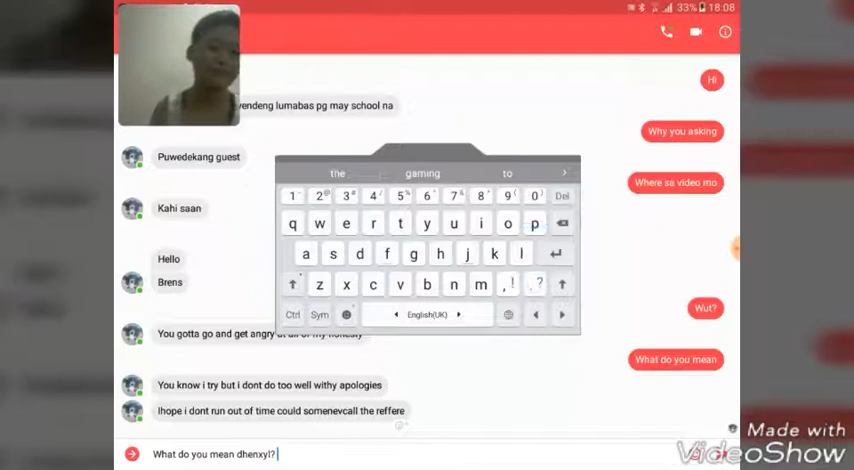 33% 18:08
Hi
vendeng lumabas pg may school na
Why you asking
Puwedekang guest
Where sa video mo
Kahi saan
the gaming to
1 2 3 4 5 6 7 8 9 0 Del
q w e r t y u i o p
a s d f g h j k l
z x c v b n m , ! . ?
Ctrl Sym English(UK)
Hello
Brens
Wut?
You gotta go and get angry at all of my honesty
What do you mean
You know i try but i dont do too well withy apologies
Ihope i dont run out of time could somenevcall the reffere
What do you mean dhenxyl?
Made with
VideoShow